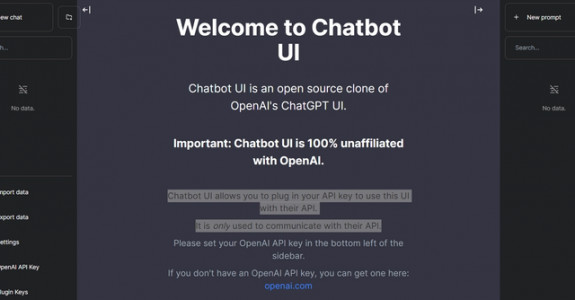 ew chat
New prompt
Search...
No data.
No data.
Welcome to Chatbot
UI
Chatbot UI is an open source clone of
OpenAI's ChatGPT UI.
Important: Chatbot UI is 100% unaffiliated
with OpenAI.
Chatbot UI allows you to plug in your API key to use this UI
with their API.
It is only used to communicate with their API.
Please set your OpenAI API key in the bottom left of the
sidebar.
If you don't have an OpenAI API key, you can get one here:
openai.com
mport data
xport data
ettings
OpenAI API Key
lugin Keys